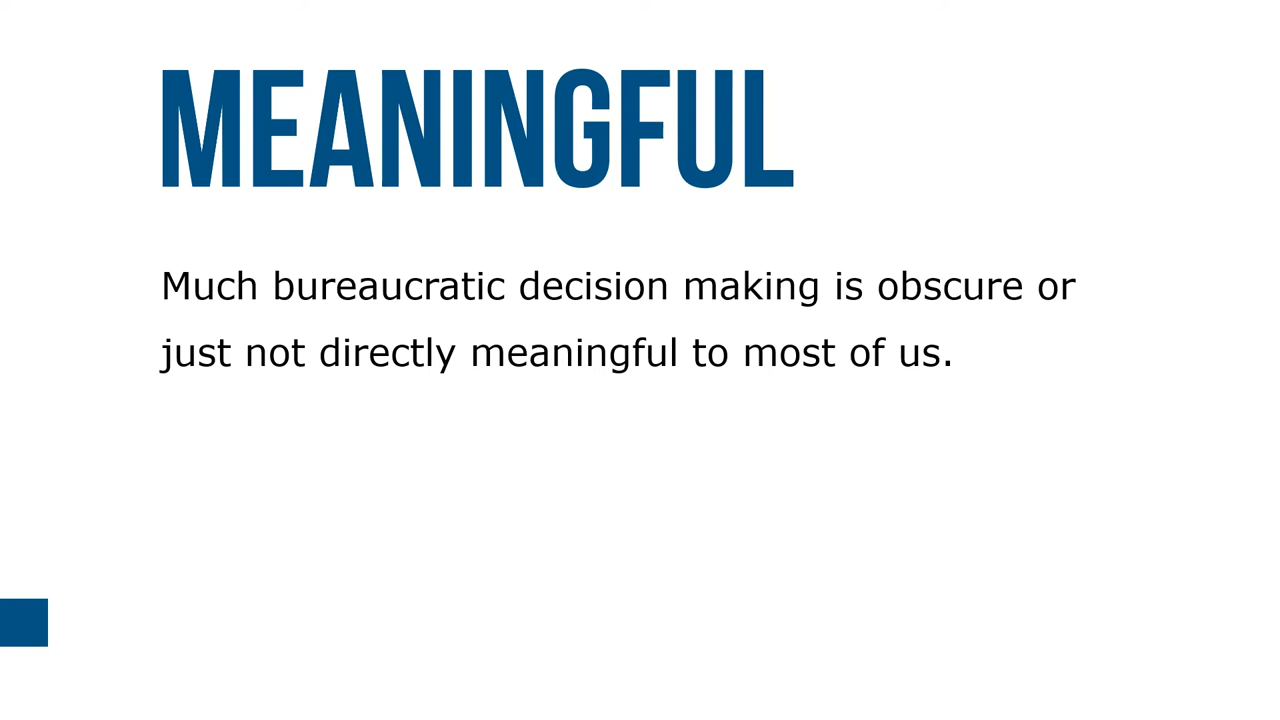 MEANINGFUL
Much bureaucratic decision making is obscure or
just not directly meaningful to most of us.